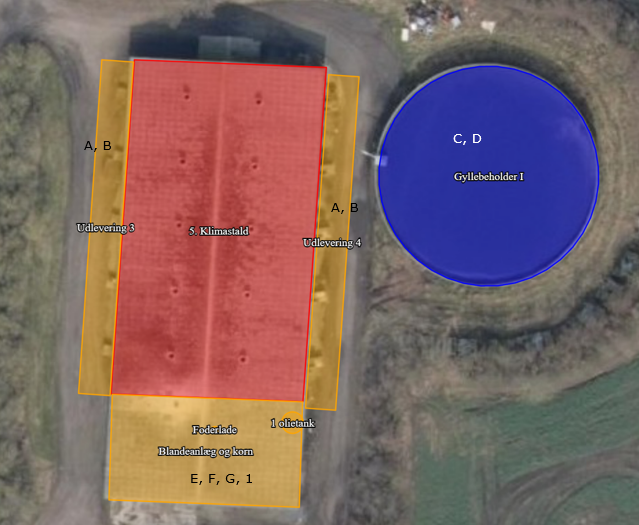 A, B
C, D
Gyllebeholder I
A, B
Udlevering 3
5. Klimastald
Udlevering 4
1 olietank
Foderlade
Blandeanlæg og korn
E, F, G, 1